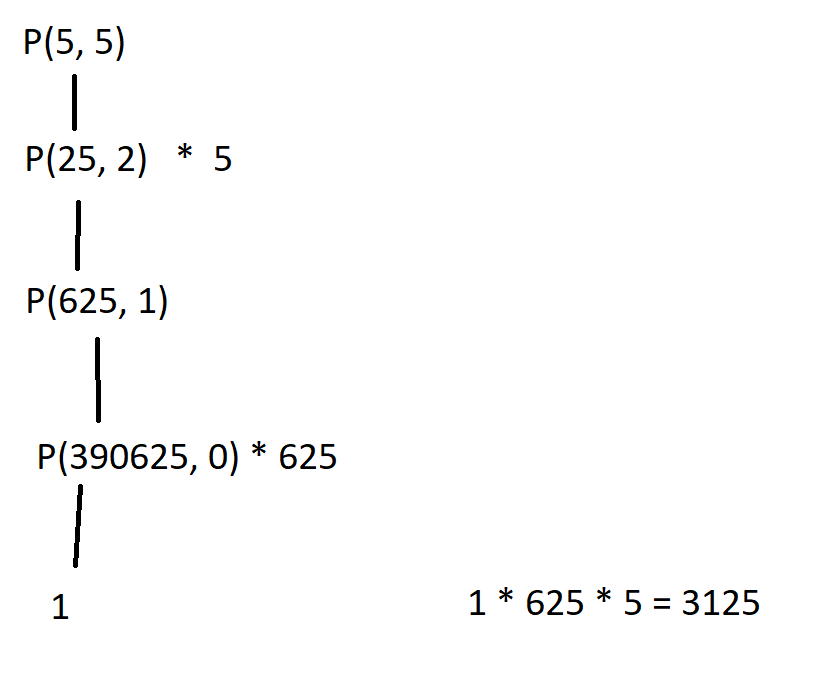 P(5, 5)
P(25, 2) * 5
P(625, 1)
P(390625, 0) * 625
1
1 * 625 * 5 = 3125